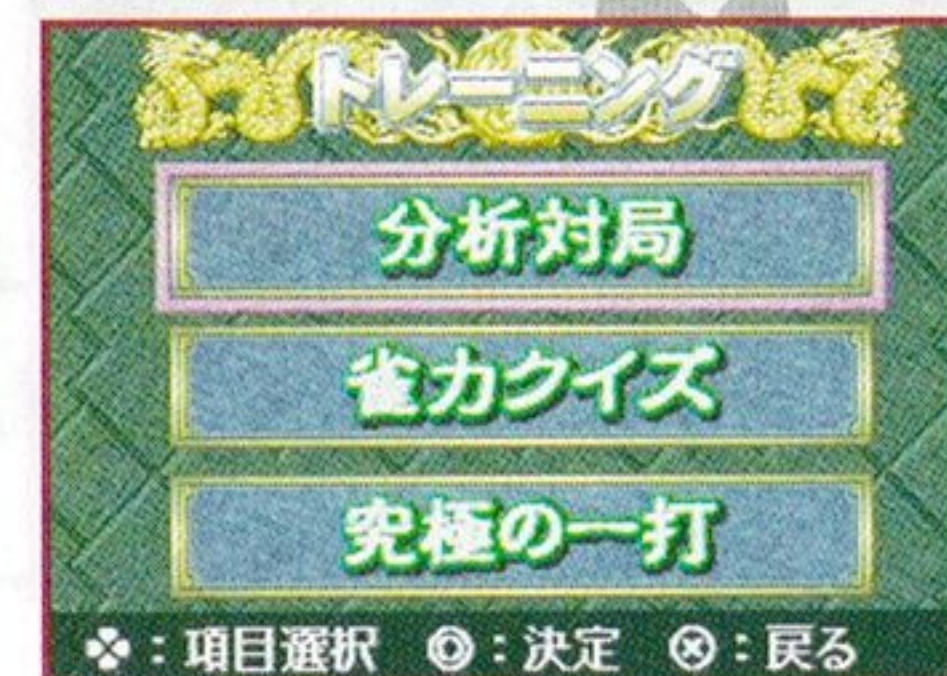 トレーニング
分析対局
雀力クイズ
究極の一打
：項目選択 ◎：決定 ⊗：戻る